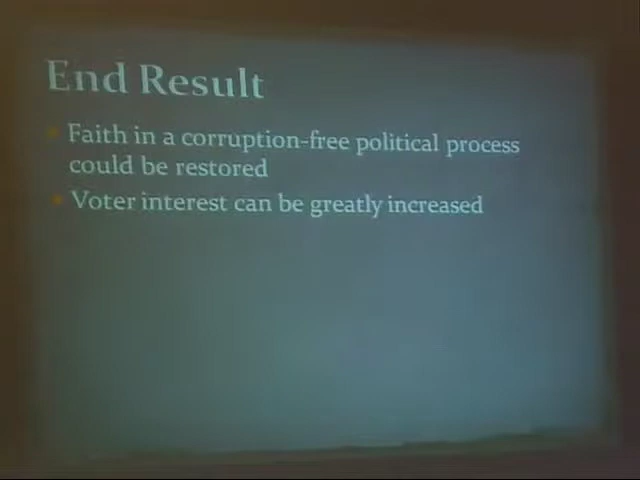 End Result
Faith in a corruption-free political process
could be restored
Voter interest can be greatly increased